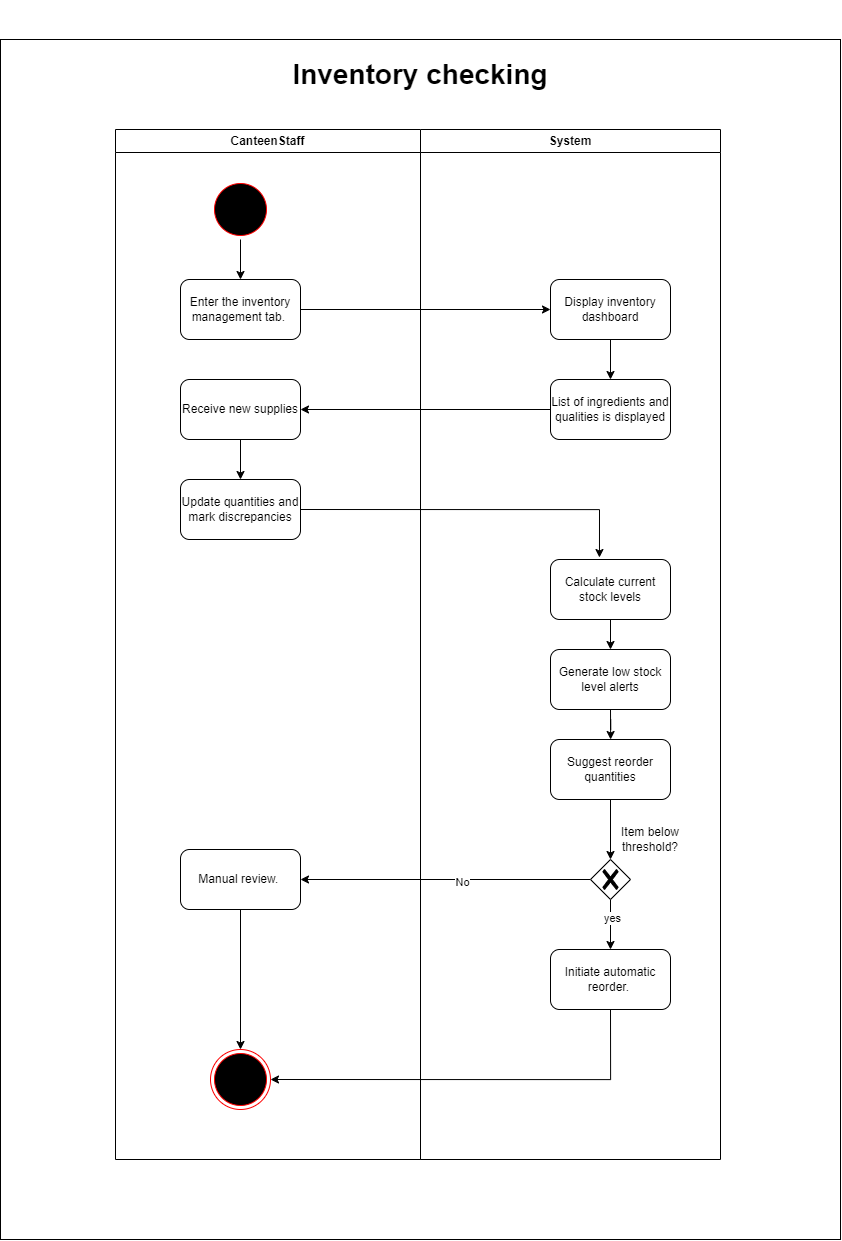 Inventory checking
Canteen Staff
System
Enter the inventory
management tab.
Display inventory
dashboard
Receive new supplies
List of ingredients and
qualities is displayed
Update quantities and
mark discrepancies
Calculate current
stock levels
Generate low stock
level alerts
Suggest reorder
quantities
Item below
threshold?
Manual review.
No
yes
Initiate automatic
reorder.